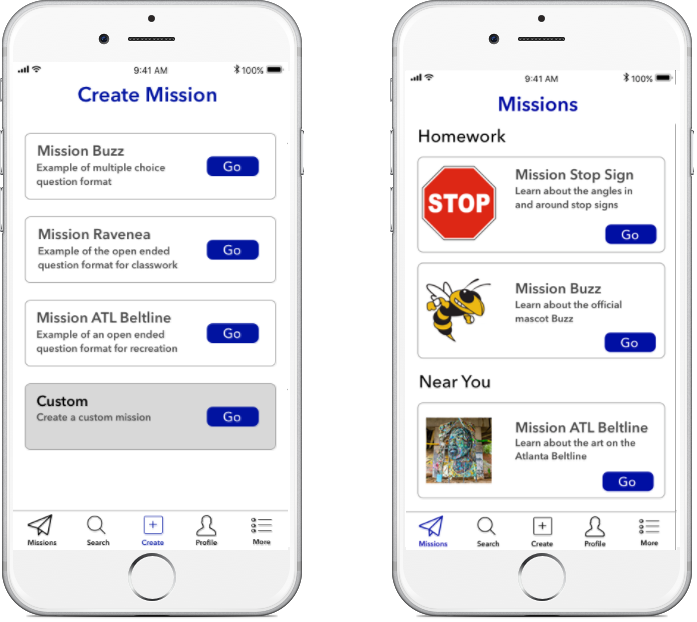 9:41 AM
100%
Create Mission
Mission Buzz
Example of multiple choice
question format
Go
Mission Ravenea
Example of the open ended
question format for classwork
Go
Mission ATL Beltline
Example of an open ended
question format for recreation
Go
Custom
Create a custom mission
Go
Missions
Search
Create
Profile
More
9:41 AM
100%
Missions
Homework
STOP
Mission Stop Sign
Learn about the angles in
and around stop signs
Go
Mission Buzz
Learn about the official
mascot Buzz
Go
Near You
Mission ATL Beltline
Learn about the art on the
Atlanta Beltline
Go
Missions
Search
Create
Profile
More